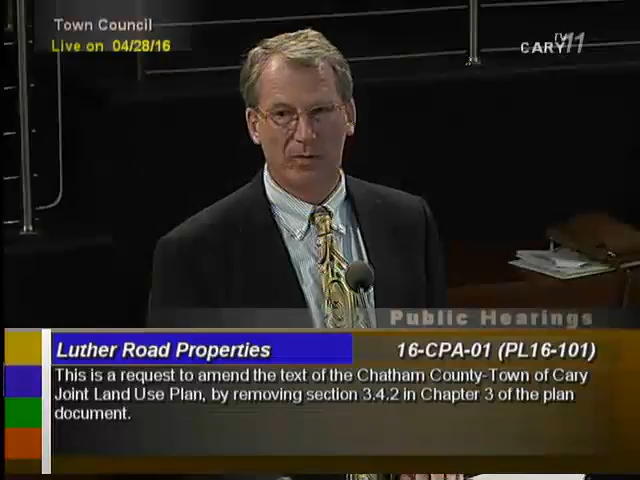 Town Council
Live on 04/28/16
CARY tv 11
Public Hearings
Luther Road Properties
16-CPA-01 (PL16-101)
This is a request to amend the text of the Chatham County-Town of Cary
Joint Land Use Plan, by removing section 3.4.2 in Chapter 3 of the plan
document.